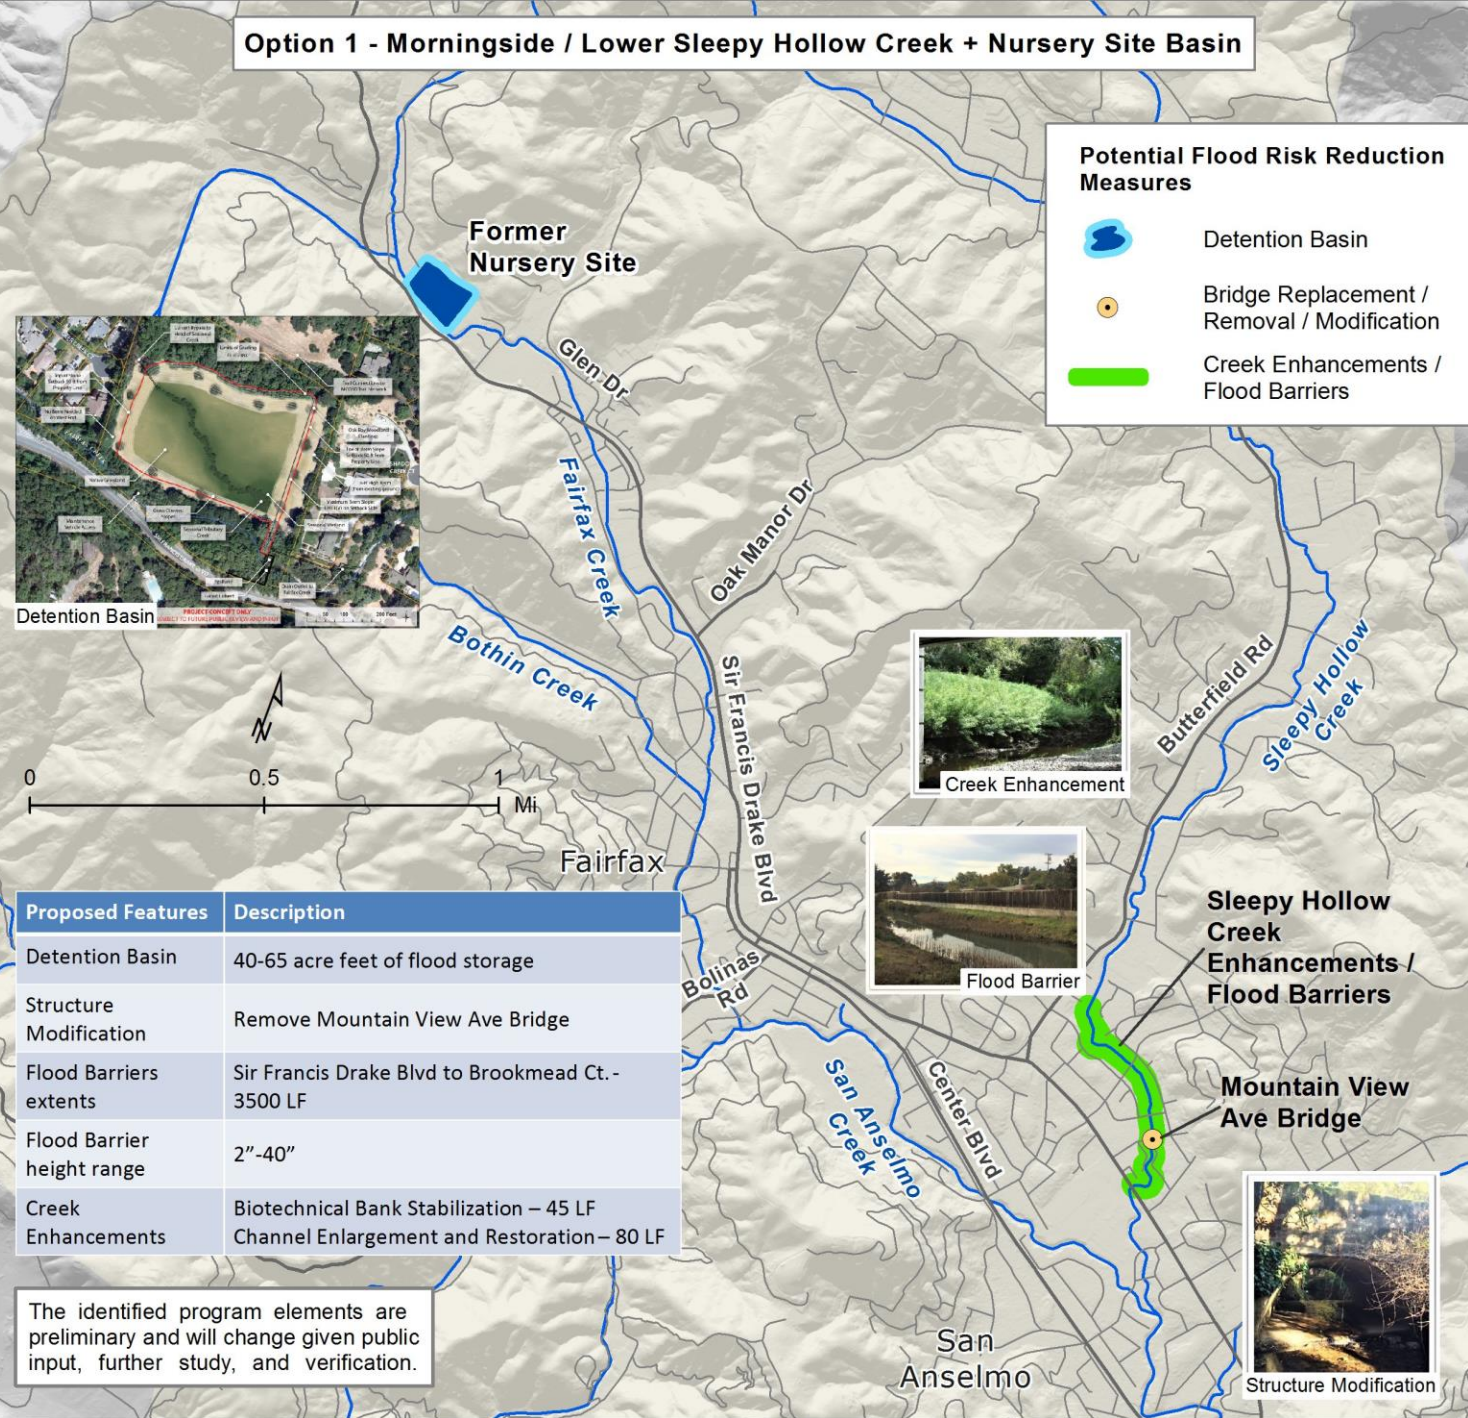 Option 1 - Morningside / Lower Sleepy Hollow Creek + Nursery Site Basin
Potential Flood Risk Reduction
Measures
Detention Basin
Bridge Replacement /
Removal / Modification
Creek Enhancements /
Flood Barriers
Former
Nursery Site
Glen Dr
Fairfax Creek
Oak Manor Dr
Detention Basin
PROJECT CONCEPT ONLY
Bothin Creek
Sir Francis Drake Blvd
Butterfield Rd
Sleepy Hollow
Creek
Creek Enhancement
0
0.5
1
Mi
Fairfax
Flood Barrier
Sleepy Hollow
Creek
Enhancements /
Flood Barriers
Bolinas
Rd
San Anselmo
Creek
Center Blvd
Mountain View
Ave Bridge
Proposed Features Description
Detention Basin 40-65 acre feet of flood storage
Structure
Modification Remove Mountain View Ave Bridge
Flood Barriers
extents
Sir Francis Drake Blvd to Brookmead Ct.-
3500 LF
Flood Barrier
height range
2”-40”
Creek
Enhancements
Biotechnical Bank Stabilization – 45 LF
Channel Enlargement and Restoration – 80 LF
The identified program elements are
preliminary and will change given public
input, further study, and verification.
San
Anselmo
Structure Modification